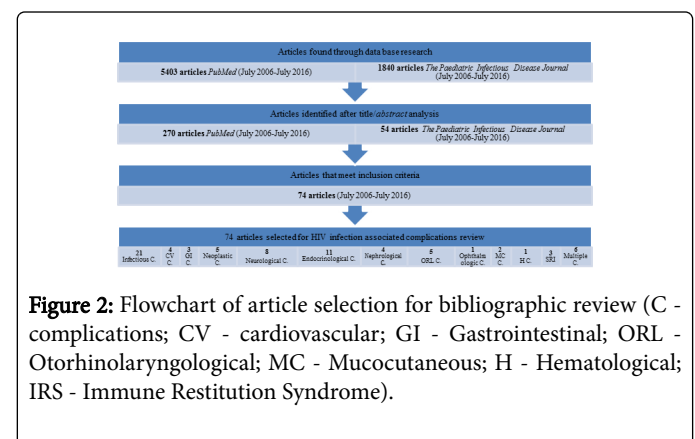 Articles found through data base research
5403 articles PubMed (July 2006-July 2016)
1840 articles The Paediatric Infectious Disease Journal
(July 2006-July 2016)
Articles identified after title/abstract analysis
270 articles PubMed (July 2006-July 2016)
54 articles The Paediatric Infectious Disease Journal
(July 2006-July 2016)
Articles that meet inclusion criteria
74 articles (July 2006-July 2016)
74 articles selected for HIV infection associated complications review
21
Infectious C.
4
CV
C.
3
GI
C.
5
Neoplastic
C.
8
Neurological C.
11
Endocrinological C.
4
Nephrological
C.
ORL C.
1
Ophthalm
ologic C.
2
MC
C.
1
H C.
3
SRI
6
Multiple
C.
Figure 2: Flowchart of article selection for bibliographic review (C -
complications; CV - cardiovascular; GI - Gastrointestinal; ORL -
Otorhinolaryngological; MC - Mucocutaneous; H - Hematological;
IRS - Immune Restitution Syndrome).